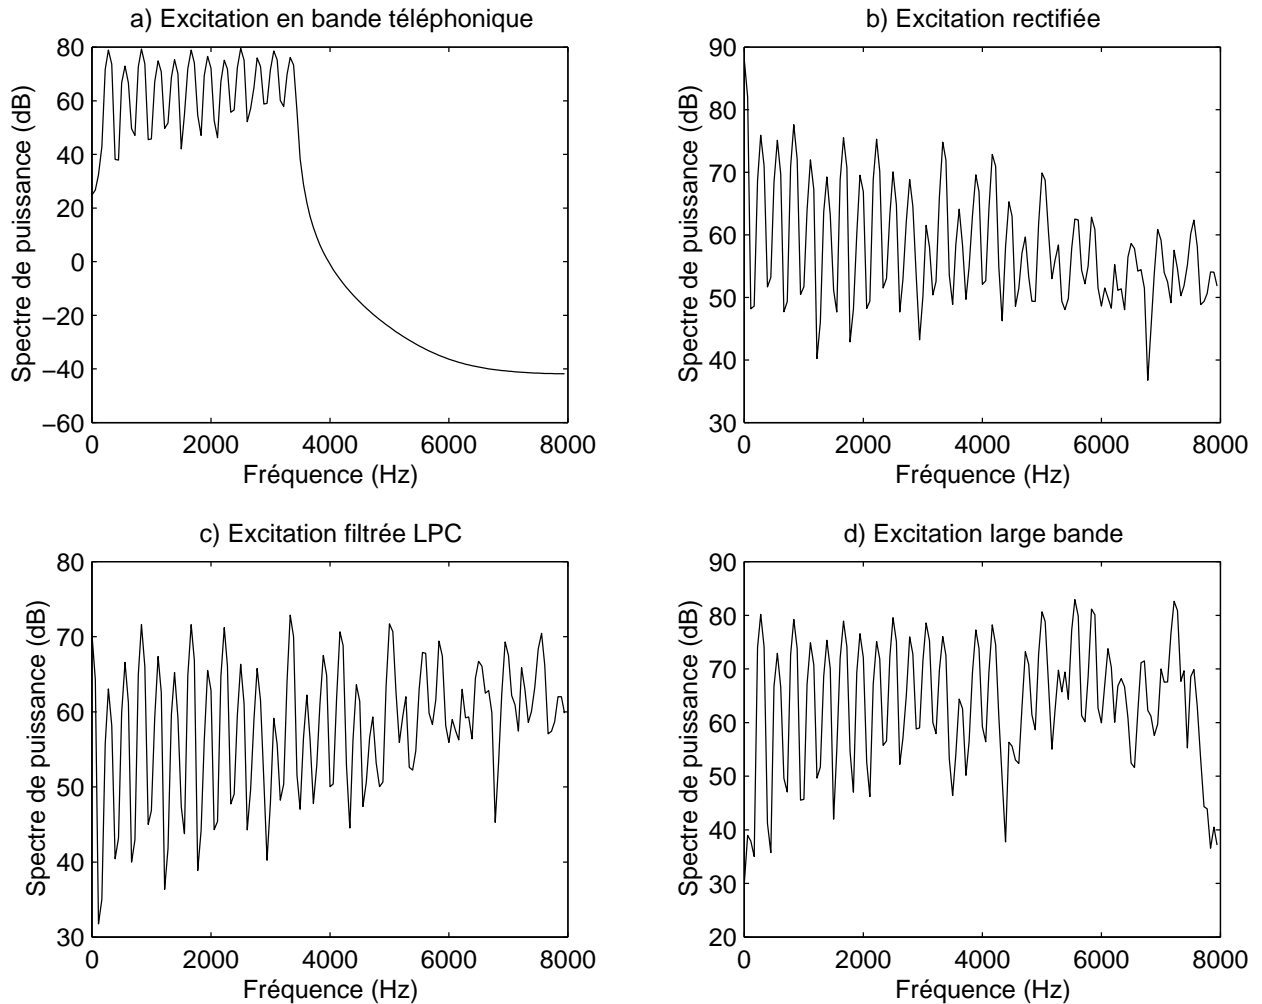 a) Excitation en bande téléphonique
80
60
40
20
0
−20
−40
−60
Spectre de puissance (dB)
0 2000 4000 6000 8000
Fréquence (Hz)
b) Excitation rectifiée
90
80
70
60
50
40
30
Spectre de puissance (dB)
0 2000 4000 6000 8000
Fréquence (Hz)
c) Excitation filtrée LPC
80
70
60
50
40
30
Spectre de puissance (dB)
0 2000 4000 6000 8000
Fréquence (Hz)
d) Excitation large bande
90
80
70
60
50
40
30
20
Spectre de puissance (dB)
0 2000 4000 6000 8000
Fréquence (Hz)